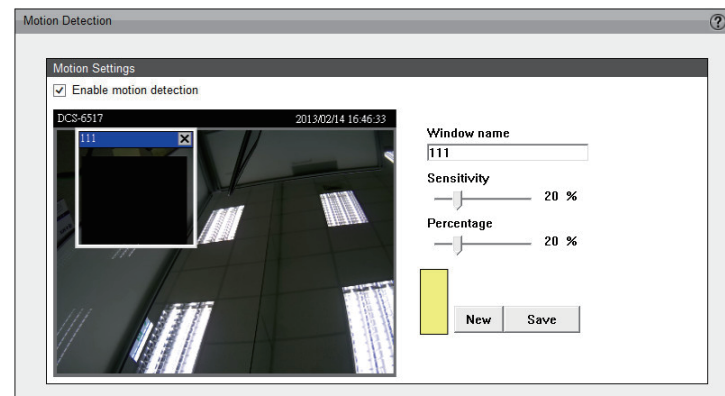 Motion Detection
?
Motion Settings
Enable motion detection
DCS-6517 2013/02/14 16:46:33
111
Window name
111
Sensitivity
20 %
Percentage
20 %
New Save